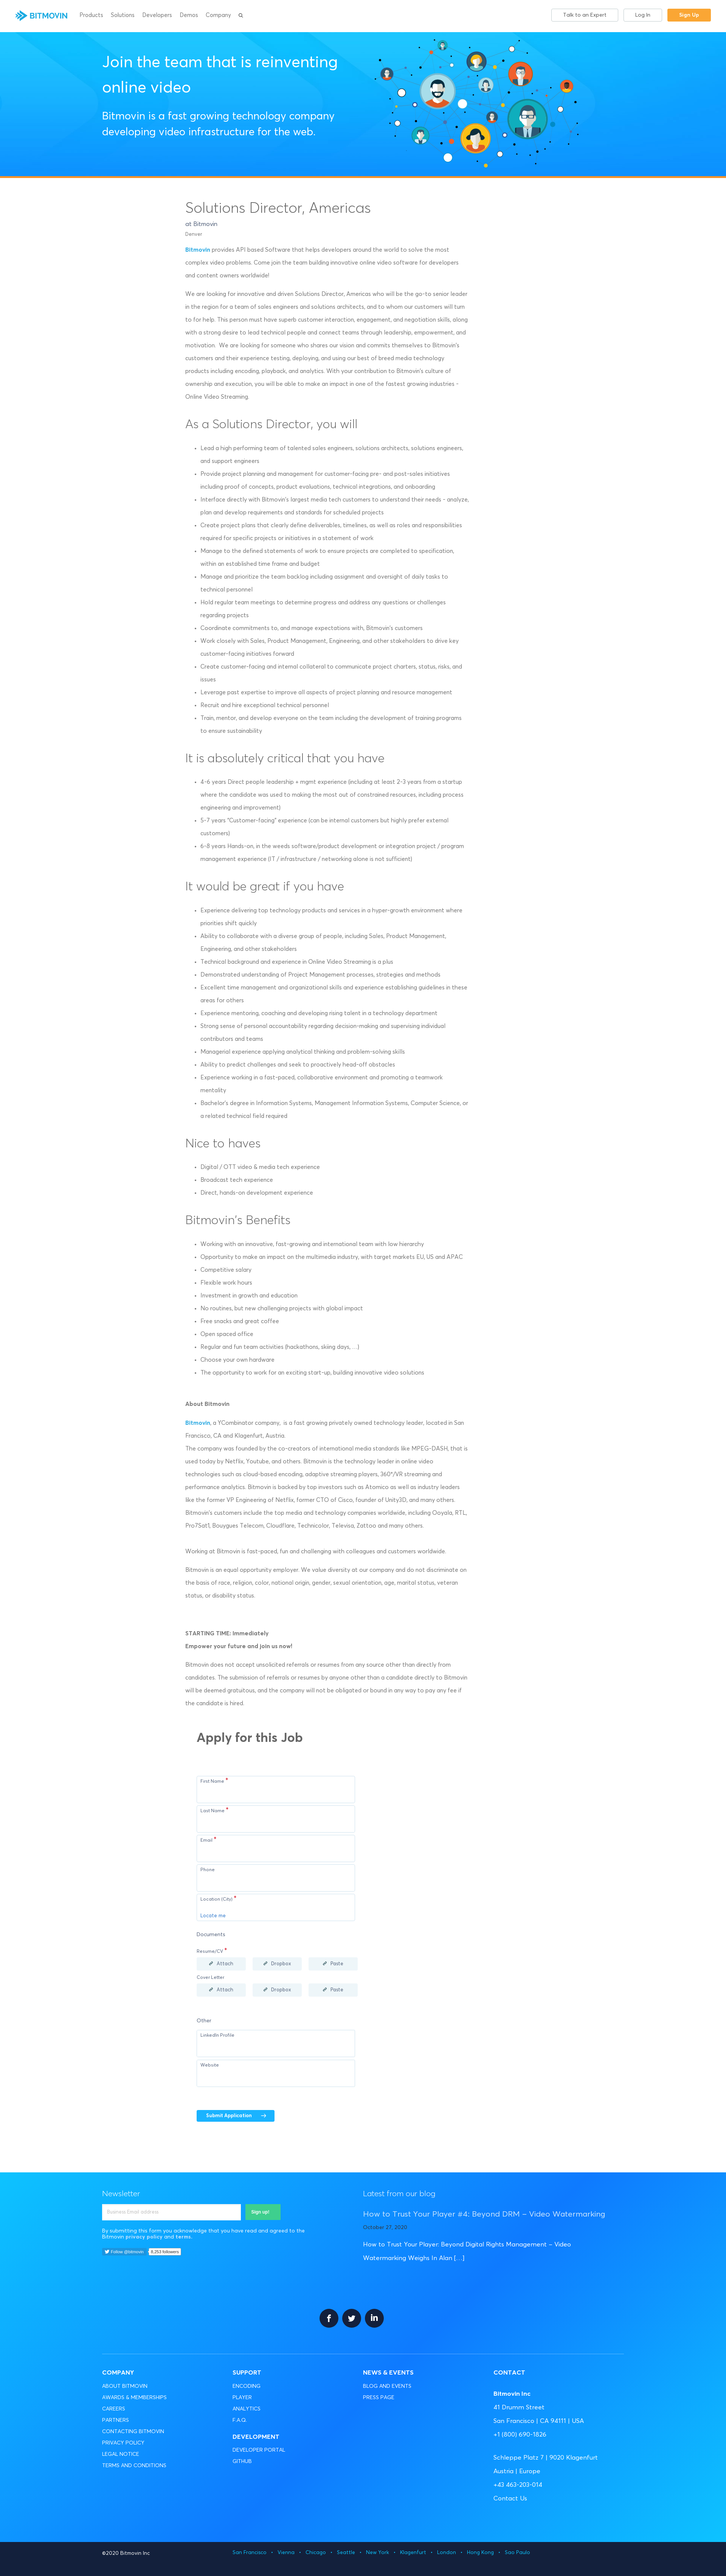 BITMOVIN
Products Solutions Developers Demos Company
Talk to an Expert Log In Sign Up
Join the team that is reinventing
online video
Bitmovin is a fast growing technology company
developing video infrastructure for the web.
Solutions Director, Americas
at Bitmovin
Denver
Bitmovin provides API based Software that helps developers around the world to solve the most
complex video problems. Come join the team building innovative online video software for developers
and content owners worldwide!
We are looking for innovative and driven Solutions Director, Americas who will be the go-to senior leader
in the region for a team of sales engineers and solutions architects, and to whom our customers will turn
to for help. This person must have superb customer interaction, engagement, and negotiation skills, along
with a strong desire to lead technical people and connect teams through leadership, empowerment, and
motivation. We are looking for someone who shares our vision and commits themselves to Bitmovin's
customers and their experience testing, deploying, and using our best of breed media technology
products including encoding, playback, and analytics. With your contribution to Bitmovin's culture of
ownership and execution, you will be able to make an impact in one of the fastest growing industries -
Online Video Streaming.
As a Solutions Director, you will
• Lead a high performing team of talented sales engineers, solutions architects, solutions engineers,
and support engineers
• Provide project planning and management for customer-facing pre- and post-sales initiatives
including proof of concepts, product evaluations, technical integrations, and onboarding
• Interface directly with Bitmovin's largest media tech customers to understand their needs - analyze,
plan and develop requirements and standards for scheduled projects
• Create project plans that clearly define deliverables, timelines, as well as roles and responsibilities
required for specific projects or initiatives in a statement of work
• Manage to the defined statements of work to ensure projects are completed to specification,
within an established time frame and budget
• Manage and prioritize the team backlog including assignment and oversight of daily tasks to
technical personnel
• Hold regular team meetings to determine progress and address any questions or challenges
regarding projects
• Coordinate commitments to, and manage expectations with, Bitmovin's customers
• Work closely with Sales, Product Management, Engineering, and other stakeholders to drive key
customer-facing initiatives forward
• Create customer-facing and internal collateral to communicate project charters, status, risks, and
issues
• Leverage past expertise to improve all aspects of project planning and resource management
• Recruit and hire exceptional technical personnel
• Train, mentor, and develop everyone on the team including the development of training programs
to ensure sustainability
It is absolutely critical that you have
• 4-6 years Direct people leadership + mgmt experience (including at least 2-3 years from a startup
where the candidate was used to making the most out of constrained resources, including process
engineering and improvement)
• 5-7 years "Customer-facing" experience (can be internal customers but highly prefer external
customers)
• 6-8 years Hands-on, in the weeds software/product development or integration project / program
management experience (IT / infrastructure / networking alone is not sufficient)
It would be great if you have
• Experience delivering top technology products and services in a hyper-growth environment where
priorities shift quickly
• Ability to collaborate with a diverse group of people, including Sales, Product Management,
Engineering, and other stakeholders
• Technical background and experience in Online Video Streaming is a plus
• Demonstrated understanding of Project Management processes, strategies and methods
• Excellent time management and organizational skills and experience establishing guidelines in these
areas for others
• Experience mentoring, coaching and developing rising talent in a technology department
• Strong sense of personal accountability regarding decision-making and supervising individual
contributors and teams
• Managerial experience applying analytical thinking and problem-solving skills
• Ability to predict challenges and seek to proactively head-off obstacles
• Experience working in a fast-paced, collaborative environment and promoting a teamwork
mentality
• Bachelor's degree in Information Systems, Management Information Systems, Computer Science, or
a related technical field required
Nice to haves
• Digital / OTT video & media tech experience
• Broadcast tech experience
• Direct, hands-on development experience
Bitmovin's Benefits
• Working with an innovative, fast-growing and international team with low hierarchy
• Opportunity to make an impact on the multimedia industry, with target markets EU, US and APAC
• Competitive salary
• Flexible work hours
• Investment in growth and education
• No routines, but new challenging projects with global impact
• Free snacks and great coffee
• Open spaced office
• Regular and fun team activities (hackathons, skiing days, …)
• Choose your own hardware
• The opportunity to work for an exciting start-up, building innovative video solutions
About Bitmovin
Bitmovin, a YCombinator company, is a fast growing privately owned technology leader, located in San
Francisco, CA and Klagenfurt, Austria.
The company was founded by the co-creators of international media standards like MPEG-DASH, that is
used today by Netflix, Youtube, and others. Bitmovin is the technology leader in online video
technologies such as cloud-based encoding, adaptive streaming players, 360°/VR streaming and
performance analytics. Bitmovin is backed by top investors such as Atomico as well as industry leaders
like the former VP Engineering of Netflix, former CTO of Cisco, founder of Unity3D, and many others.
Bitmovin's customers include the top media and technology companies worldwide, including Ooyala, RTL,
Pro7Sat1, Bouygues Telecom, Cloudflare, Technicolor, Televisa, Zattoo and many others.
Working at Bitmovin is fast-paced, fun and challenging with colleagues and customers worldwide.
Bitmovin is an equal opportunity employer. We value diversity at our company and do not discriminate on
the basis of race, religion, color, national origin, gender, sexual orientation, age, marital status, veteran
status, or disability status.
STARTING TIME: Immediately
Empower your future and join us now!
Bitmovin does not accept unsolicited referrals or resumes from any source other than directly from
candidates. The submission of referrals or resumes by anyone other than a candidate directly to Bitmovin
will be deemed gratuitous, and the company will not be obligated or bound in any way to pay any fee if
the candidate is hired.
Apply for this Job
First Name *
Last Name *
Email *
Phone
Location (City) *
Locate me
Documents
Resume/CV *
Attach Dropbox Paste
Cover Letter
Attach Dropbox Paste
Other
LinkedIn Profile
Website
Submit Application
Newsletter
Business Email address
Sign up!
By submitting this form you acknowledge that you have read and agreed to the
Bitmovin privacy policy and terms.
Follow @bitmovin 8,253 followers
Latest from our blog
How to Trust Your Player #4: Beyond DRM – Video Watermarking
October 27, 2020
How to Trust Your Player: Beyond Digital Rights Management – Video
Watermarking Weighs In Alan […]
COMPANY
ABOUT BITMOVIN
AWARDS & MEMBERSHIPS
CAREERS
PARTNERS
CONTACTING BITMOVIN
PRIVACY POLICY
LEGAL NOTICE
TERMS AND CONDITIONS
SUPPORT
ENCODING
PLAYER
ANALYTICS
F.A.Q.
DEVELOPMENT
DEVELOPER PORTAL
GITHUB
NEWS & EVENTS
BLOG AND EVENTS
PRESS PAGE
CONTACT
Bitmovin Inc
41 Drumm Street
San Francisco | CA 94111 | USA
+1 (800) 690-1826
Schleppe Platz 7 | 9020 Klagenfurt
Austria | Europe
+43 463-203-014
Contact Us
©2020 Bitmovin Inc
San Francisco • Vienna • Chicago • Seattle • New York • Klagenfurt • London • Hong Kong • Sao Paulo